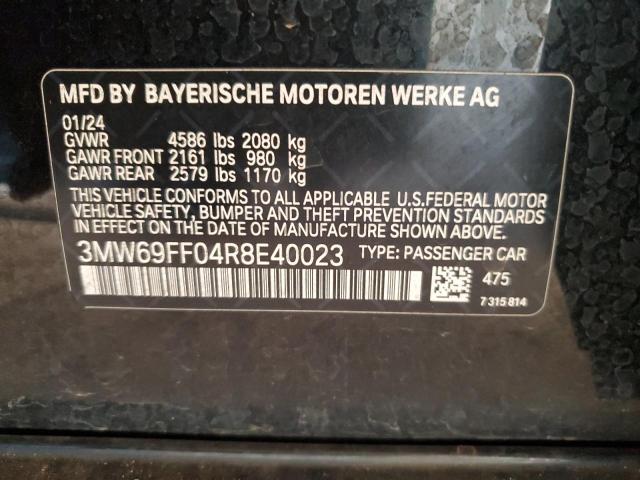 MFD BY BAYERISCHE MOTOREN WERKE AG
01/24
GVWR 4586 lbs 2080 kg
GAWR FRONT 2161 lbs 980 kg
GAWR REAR 2579 lbs 1170 kg
THIS VEHICLE CONFORMS TO ALL APPLICABLE U.S.FEDERAL MOTOR
VEHICLE SAFETY, BUMPER AND THEFT PREVENTION STANDARDS
IN EFFECT ON THE DATE OF MANUFACTURE SHOWN ABOVE.
3MW69FF04R8E40023 TYPE: PASSENGER CAR
475
7 315 814